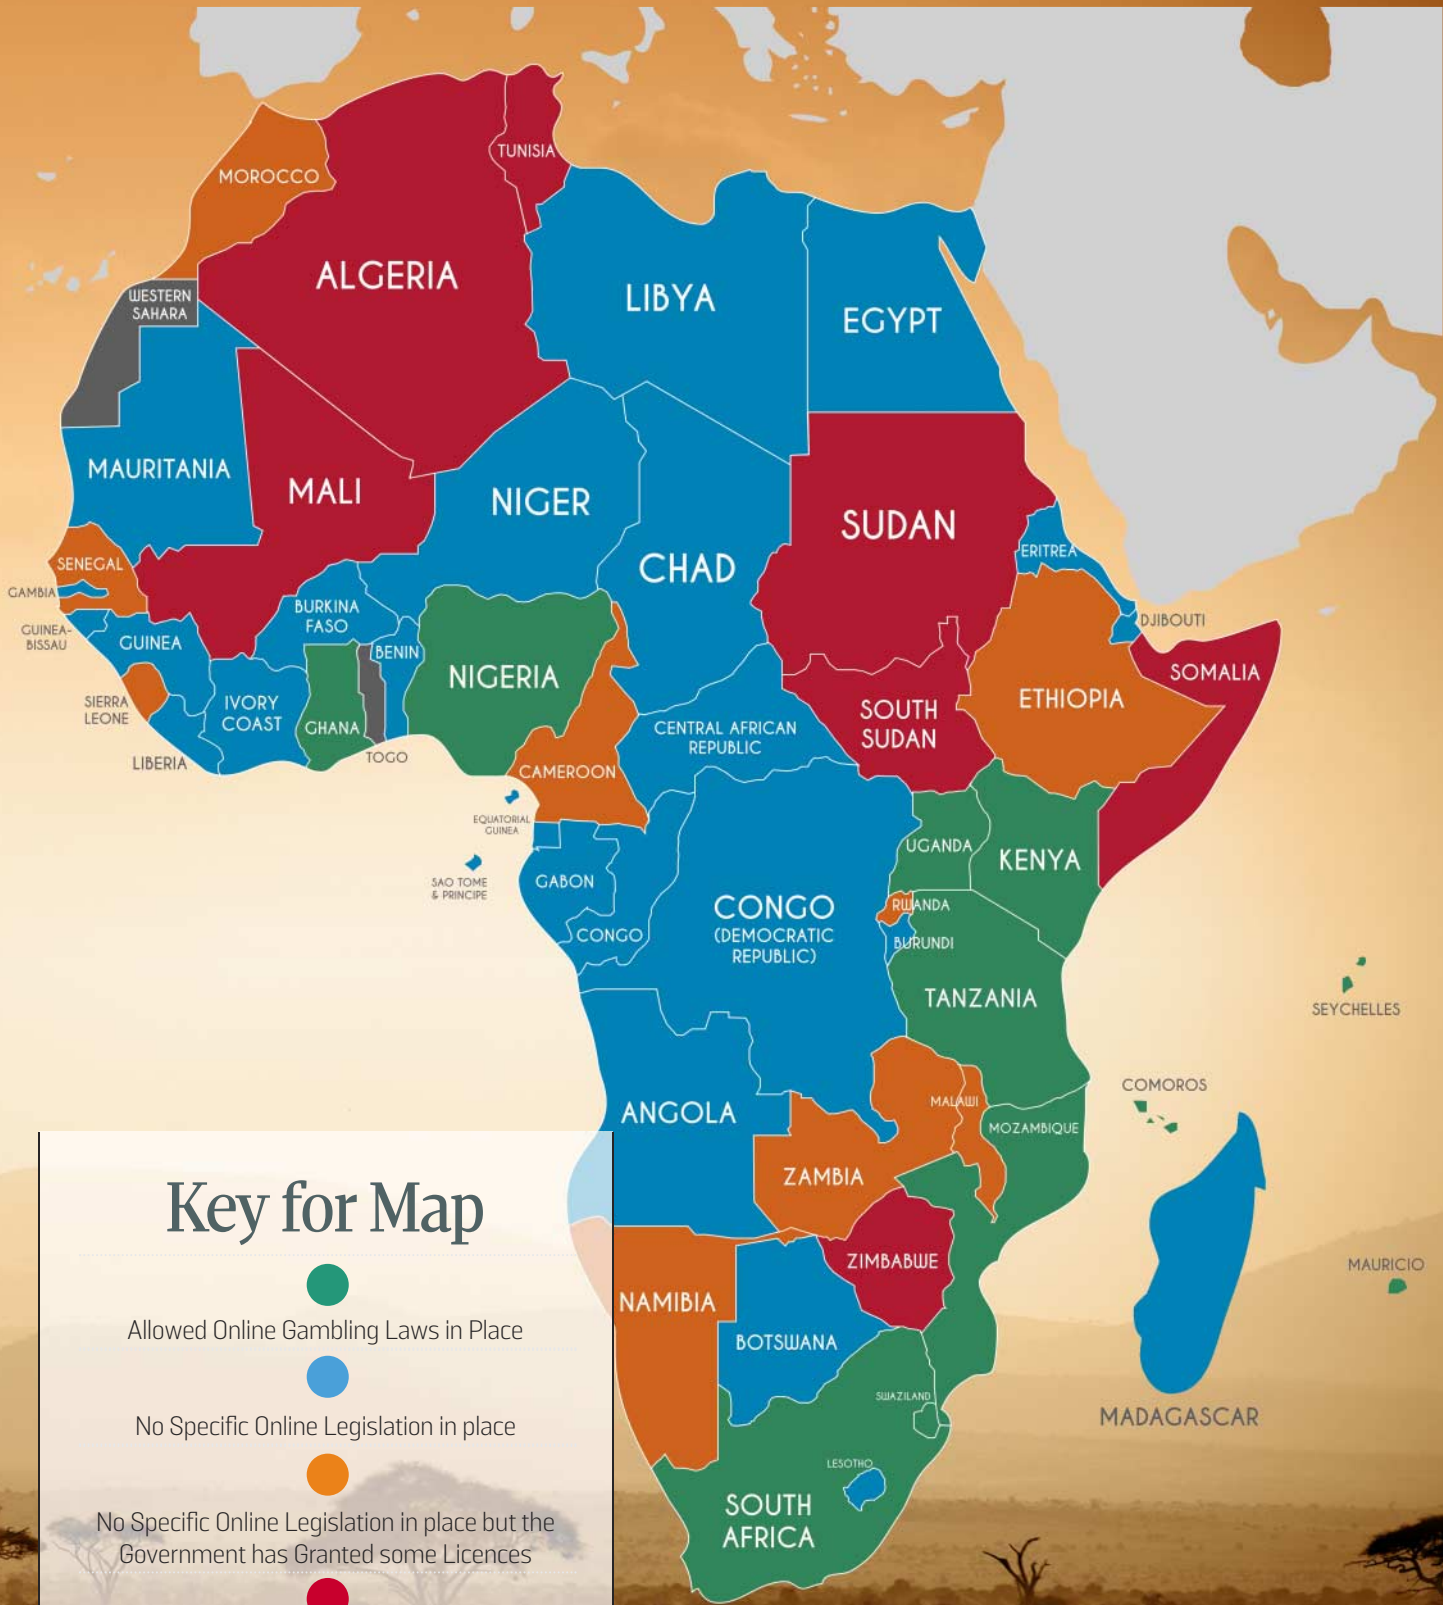 TUNISIA
MOROCCO
ALGERIA
LIBYA
EGYPT
WESTERN
SAHARA
MAURITANIA
MALI
NIGER
CHAD
SUDAN
ERITREA
SENEGAL
GAMBIA
GUINEA-
BISSAU
GUINEA
BURKINA
FASO
BENIN
DJIBOUTI
SOMALIA
NIGERIA
SIERRA
LEONE
IVORY
COAST
GHANA
LIBERIA
TOGO
CENTRAL AFRICAN
REPUBLIC
SOUTH
SUDAN
ETHIOPIA
CAMEROON
EQUATORIAL
GUINEA
SAO TOME
& PRINCIPE
GABON
CONGO
CONGO
(DEMOCRATIC
REPUBLIC)
UGANDA
KENYA
RWANDA
BURUNDI
TANZANIA
SEYCHELLES
COMOROS
ANGOLA
MALAWI
MOZAMBIQUE
ZAMBIA
ZIMBABWE
MAURICIO
NAMIBIA
BOTSWANA
SWAZILAND
MADAGASCAR
LESOTHO
SOUTH
AFRICA
Key for Map
Allowed Online Gambling Laws in Place
No Specific Online Legislation in place
No Specific Online Legislation in place but the
Government has Granted some Licences